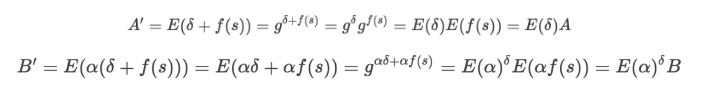 A′ = E(δ + f(s)) = g^{δ+f(s)} = g^δ g^{f(s)} = E(δ)E(f(s)) = E(δ)A
B′ = E(α(δ + f(s))) = E(αδ + αf(s)) = g^{αδ+αf(s)} = E(α)^δ E(αf(s)) = E(α)^δ B